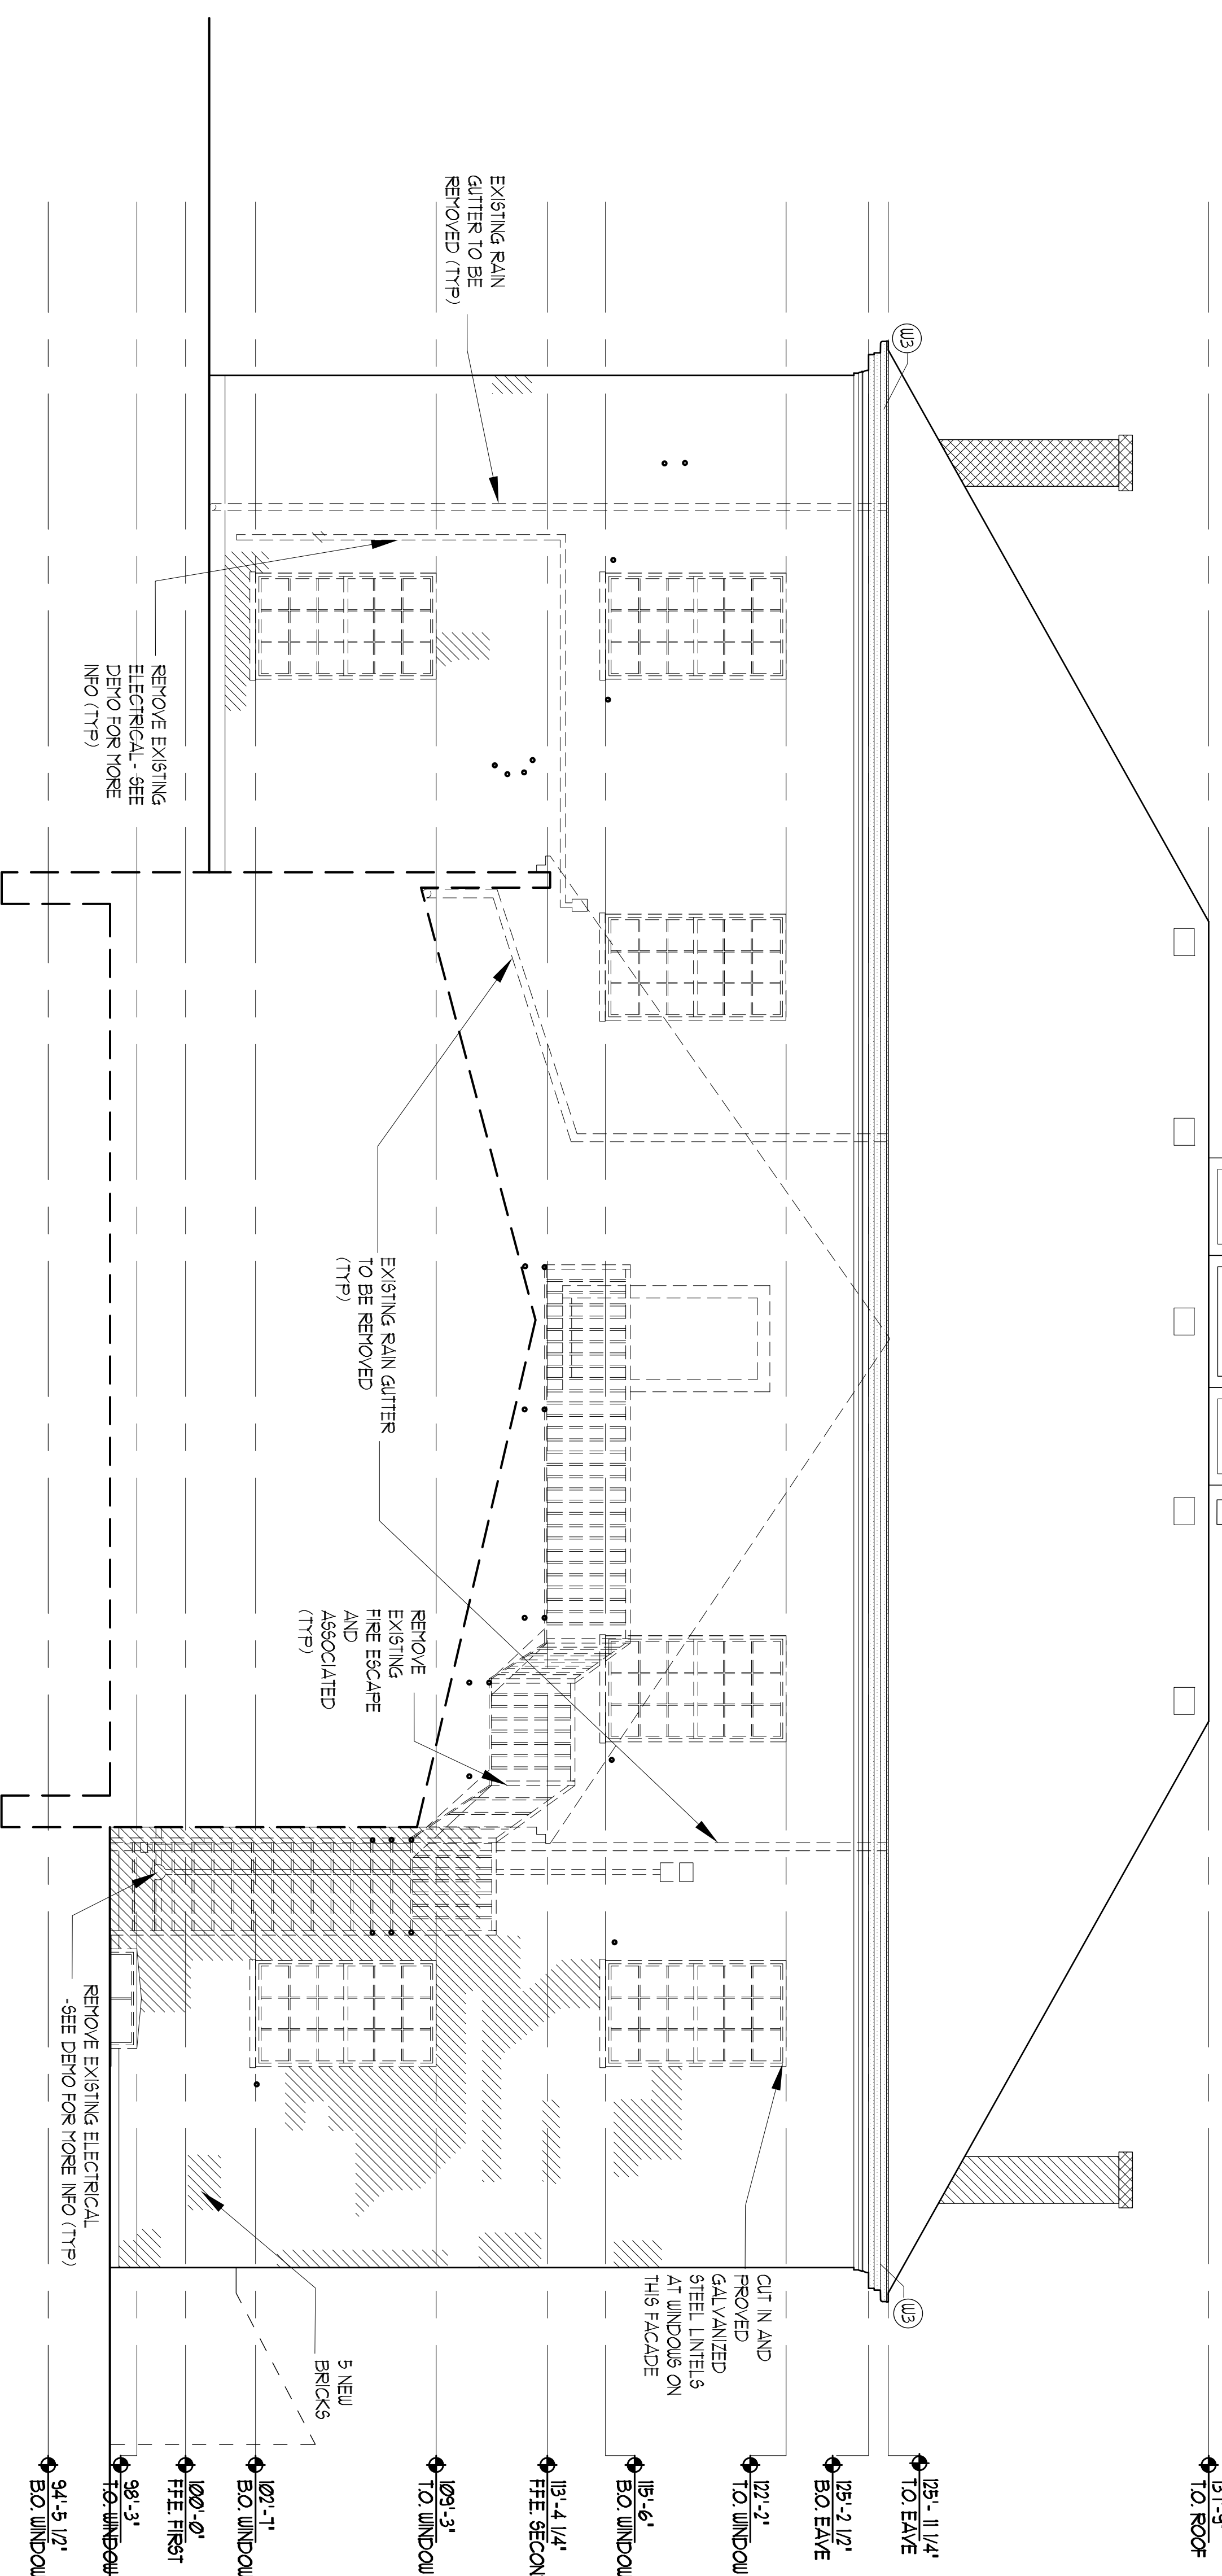 W3
W3
EXISTING RAIN
GUTTER TO BE
REMOVED (TYP)
REMOVE EXISTING
ELECTRICAL - SEE
DEMO FOR MORE
INFO (TYP)
EXISTING RAIN GUTTER
TO BE REMOVED
(TYP)
REMOVE
EXISTING
FIRE ESCAPE
AND
ASSOCIATED
(TYP)
REMOVE EXISTING ELECTRICAL
-SEE DEMO FOR MORE INFO (TYP)
CUT IN AND
PROVED
GALVANIZED
STEEL LINTELS
AT WINDOWS ON
THIS FACADE
5 NEW
BRICKS
T.O. ROOF
125'- 11 1/4"
T.O. EAVE
125'-2 1/2"
B.O. EAVE
122'-2"
T.O. WINDOW
115'-6"
B.O. WINDOW
113'-4 1/4"
F.F.E. SECON
109'-3"
T.O. WINDOW
102'-7"
B.O. WINDOW
100'-0"
F.F.E. FIRST
98'-3"
T.O. WINDOW
94'-5 1/2"
B.O. WINDOW